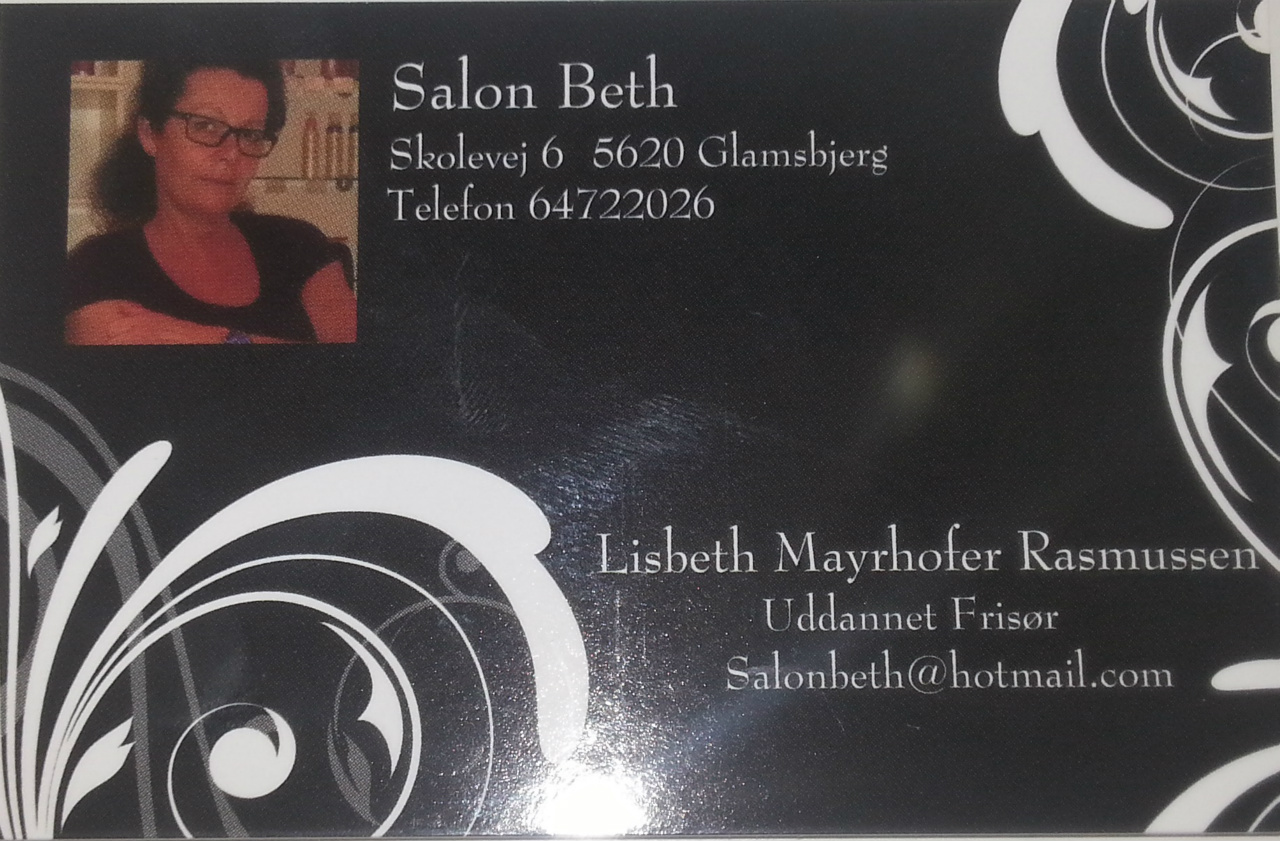 Salon Beth
Skolevej 6  5620 Glamsbjerg
Telefon 64722026
Lisbeth Mayrhofer Rasmussen
Uddannet Frisør
Salonbeth@hotmail.com